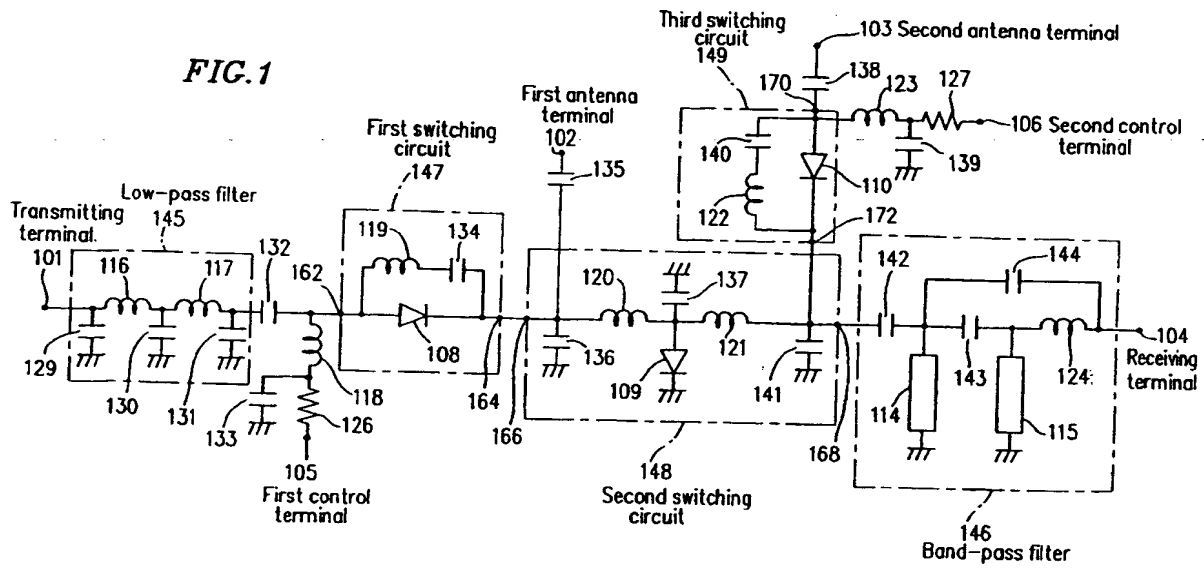 FIG.1
Third switching
circuit
149
103 Second antenna terminal
138
170
123
127
106 Second control
terminal
139
140
110
122
172
First antenna
terminal
102
135
First switching
circuit
147
Low-pass filter
145
Transmitting
terminal.
101
116
117
132
162
119
134
108
164
129
130
131
118
133
126
105
First control
terminal
166
136
120
137
109
121
141
168
148
Second switching
circuit
142
144
143
124
114
115
104
Receiving
terminal
146
Band-pass filter